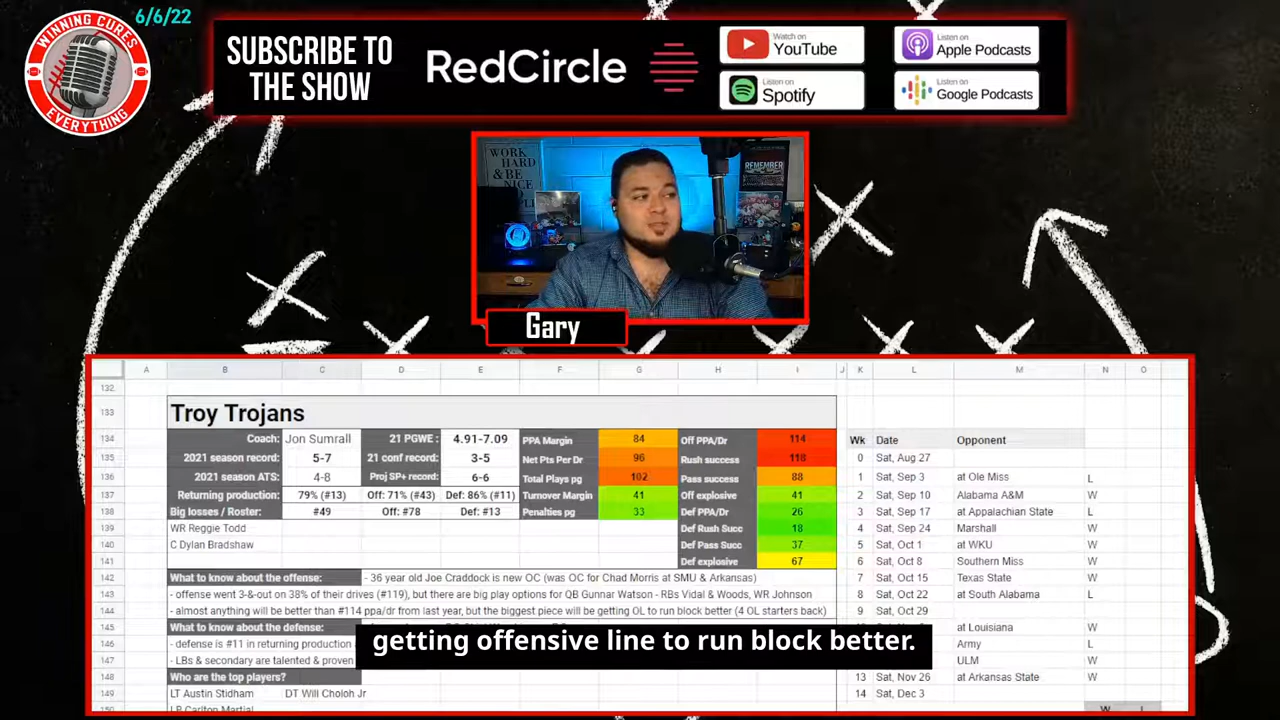 6/6/22
WINNING CURES
EVERYTHING
SUBSCRIBE TO
THE SHOW
RedCircle
Watch on
YouTube
Listen on
Apple Podcasts
Listen on
Spotify
Listen on
Google Podcasts
WORK
HARD
& BE
NICE
REMEMBER
Gary
A B C D E F G H I J K L M N O
132
133 Troy Trojans
134 Coach: Jon Sumrall 21 PGWE : 4.91-7.09 PPA Margin 84 Off PPA/Dr 114 Wk Date Opponent
135 2021 season record: 5-7 21 conf record: 3-5 Net Pts Per Dr 96 Rush success 118 0 Sat, Aug 27
136 2021 season ATS: 4-8 Proj SP+ record: 6-6 Total Plays pg 102 Pass success 88 1 Sat, Sep 3 at Ole Miss L
137 Returning production: 79% (#13) Off: 71% (#43) Def: 86% (#11) Turnover Margin 41 Off explosive 41 2 Sat, Sep 10 Alabama A&M W
138 Big losses / Roster: #49 Off: #78 Def: #13 Penalties pg 33 Def PPA/Dr 26 3 Sat, Sep 17 at Appalachian State L
139 WR Reggie Todd Def Rush Succ 18 4 Sat, Sep 24 Marshall W
140 C Dylan Bradshaw Def Pass Succ 37 5 Sat, Oct 1 at WKU W
141 Def explosive 67 6 Sat, Oct 8 Southern Miss W
142 What to know about the offense: - 36 year old Joe Craddock is new OC (was OC for Chad Morris at SMU & Arkansas) 7 Sat, Oct 15 Texas State W
143 - offense went 3-&-out on 38% of their drives (#119), but there are big play options for QB Gunnar Watson - RBs Vidal & Woods, WR Johnson 8 Sat, Oct 22 at South Alabama L
144 - almost anything will be better than #114 ppa/dr from last year, but the biggest piece will be getting OL to run block better (4 OL starters back) 9 Sat, Oct 29
145 What to know about the defense: at Louisiana W
146 - defense is #11 in returning production Army L
147 - LBs & secondary are talented & proven ULM W
getting offensive line to run block better.
148 Who are the top players? 13 Sat, Nov 26 at Arkansas State W
149 LT Austin Stidham DT Will Choloh Jr 14 Sat, Dec 3
150 LB Carlton Martial W L